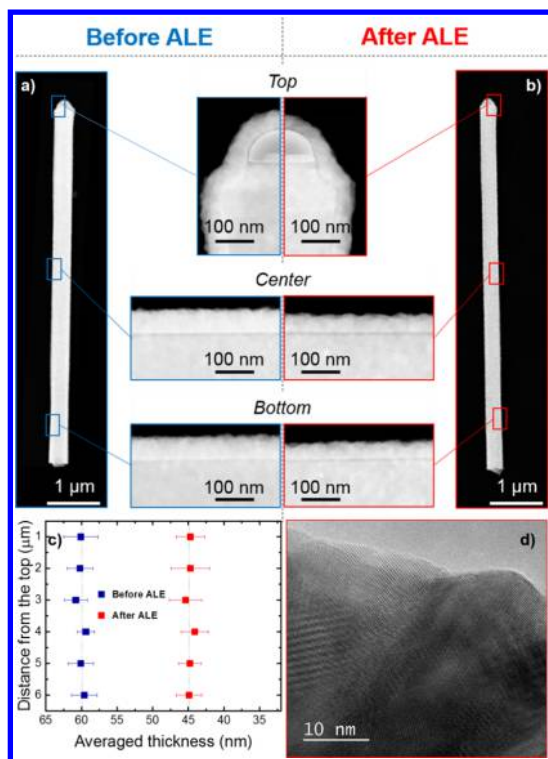 Before ALE
After ALE
a)
Top
b)
100 nm
100 nm
Center
100 nm
100 nm
Bottom
100 nm
100 nm
1 µm
1 µm
c)
Distance from the top (µm)
1
2
3
4
5
6
Before ALE
After ALE
65 60 55 50 45 40 35
Averaged thickness (nm)
d)
10 nm